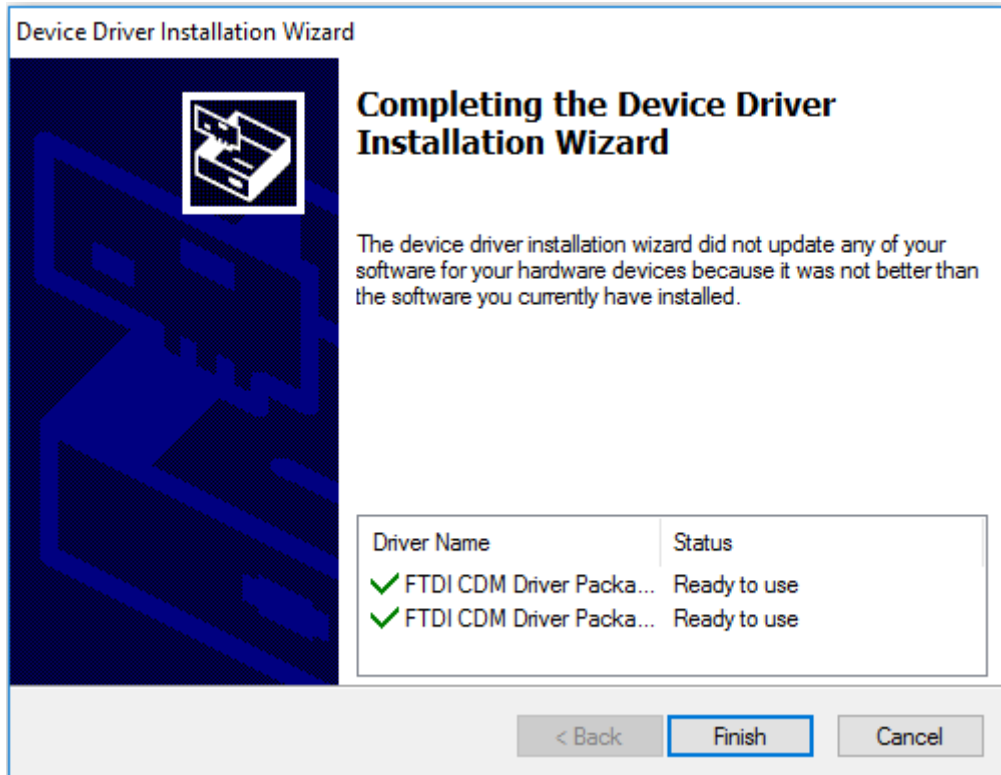 Device Driver Installation Wizard
Completing the Device Driver
Installation Wizard
The device driver installation wizard did not update any of your
software for your hardware devices because it was not better than
the software you currently have installed.
Driver Name Status
FTDI CDM Driver Packa... Ready to use
FTDI CDM Driver Packa... Ready to use
< Back Finish Cancel